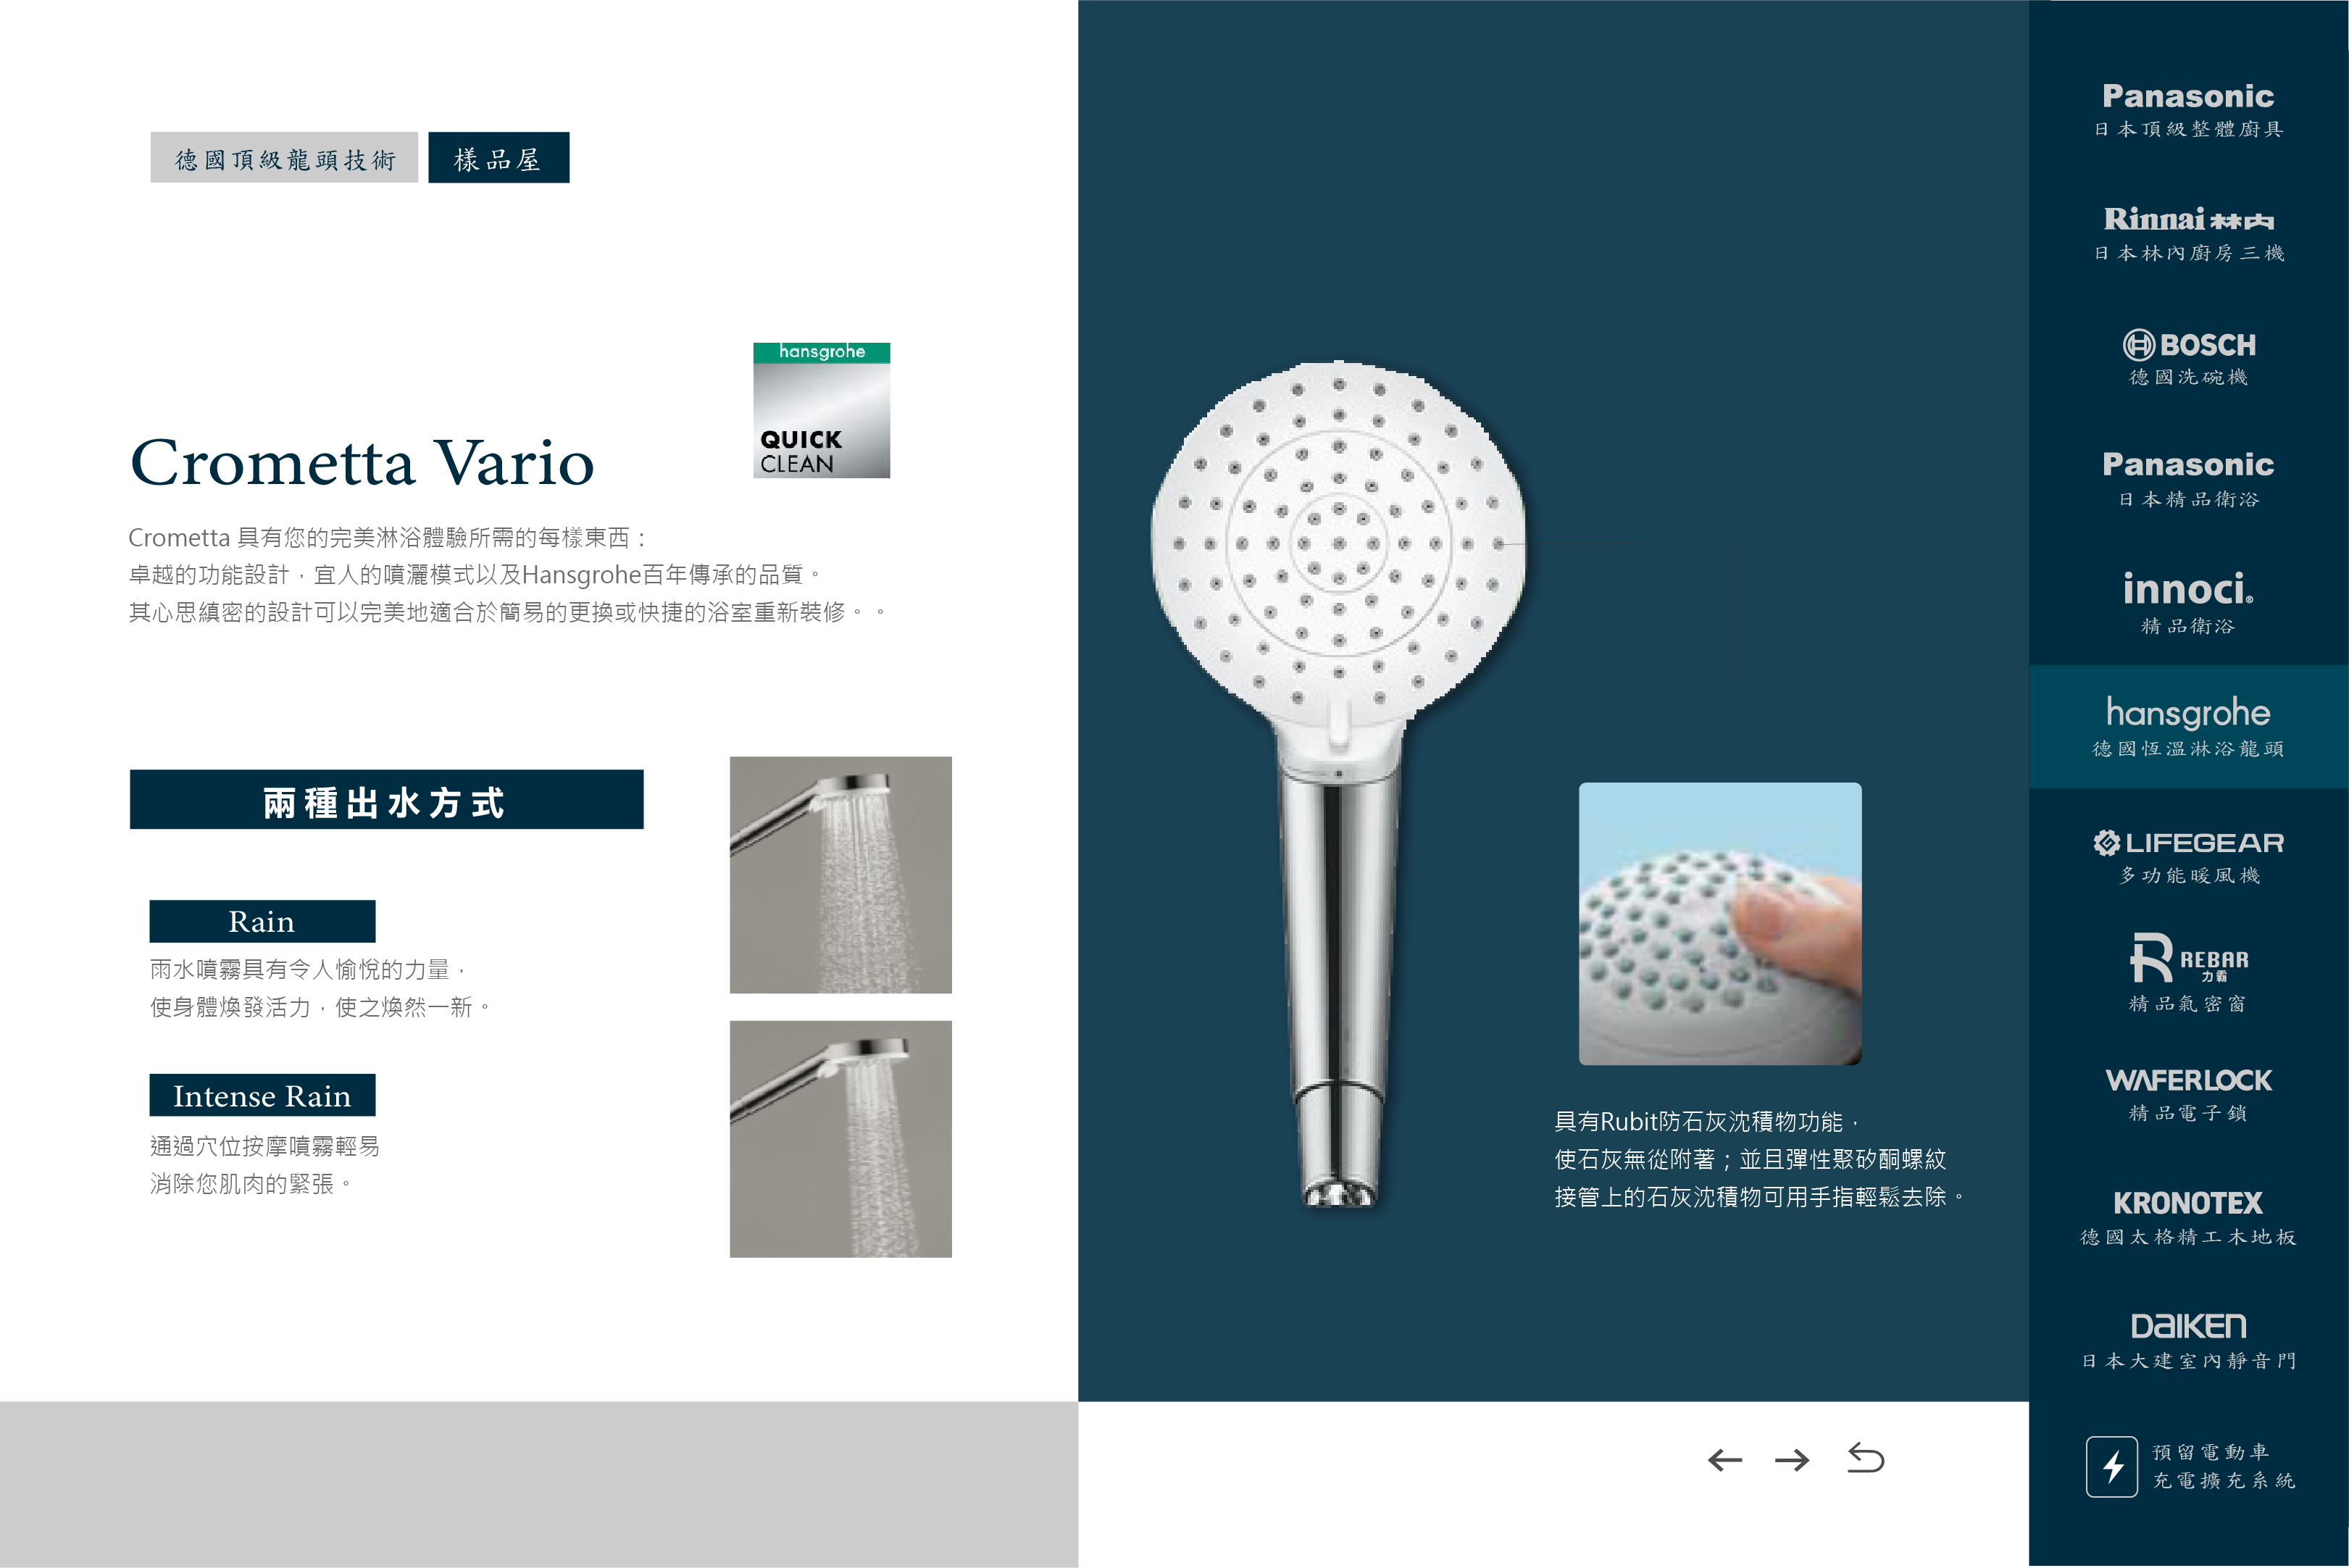 德國頂級龍頭技術
樣品屋
hansgrohe
QUICK
CLEAN
Crometta Vario
Crometta 具有您的完美淋浴體驗所需的每樣東西：
卓越的功能設計，宜人的噴灑模式以及Hansgrohe百年傳承的品質。
其心思縝密的設計可以完美地適合於簡易的更換或快捷的浴室重新裝修。。
兩種出水方式
Rain
雨水噴霧具有令人愉悅的力量，
使身體煥發活力，使之煥然一新。
Intense Rain
通過穴位按摩噴霧輕易
消除您肌肉的緊張。
具有Rubit防石灰沈積物功能，
使石灰無從附著；並且彈性聚矽酮螺紋
接管上的石灰沈積物可用手指輕鬆去除。
Panasonic
日本頂級整體廚具
Rinnai 林内
日本林內廚房三機
BOSCH
德國洗碗機
Panasonic
日本精品衛浴
innoci®
精品衛浴
hansgrohe
德國恆溫淋浴龍頭
LIFEGEAR
多功能暖風機
REBAR
力霸
精品氣密窗
WAFERLOCK
精品電子鎖
KRONOTEX
德國太格精工木地板
DAIKEN
日本大建室內靜音門
預留電動車
充電擴充系統